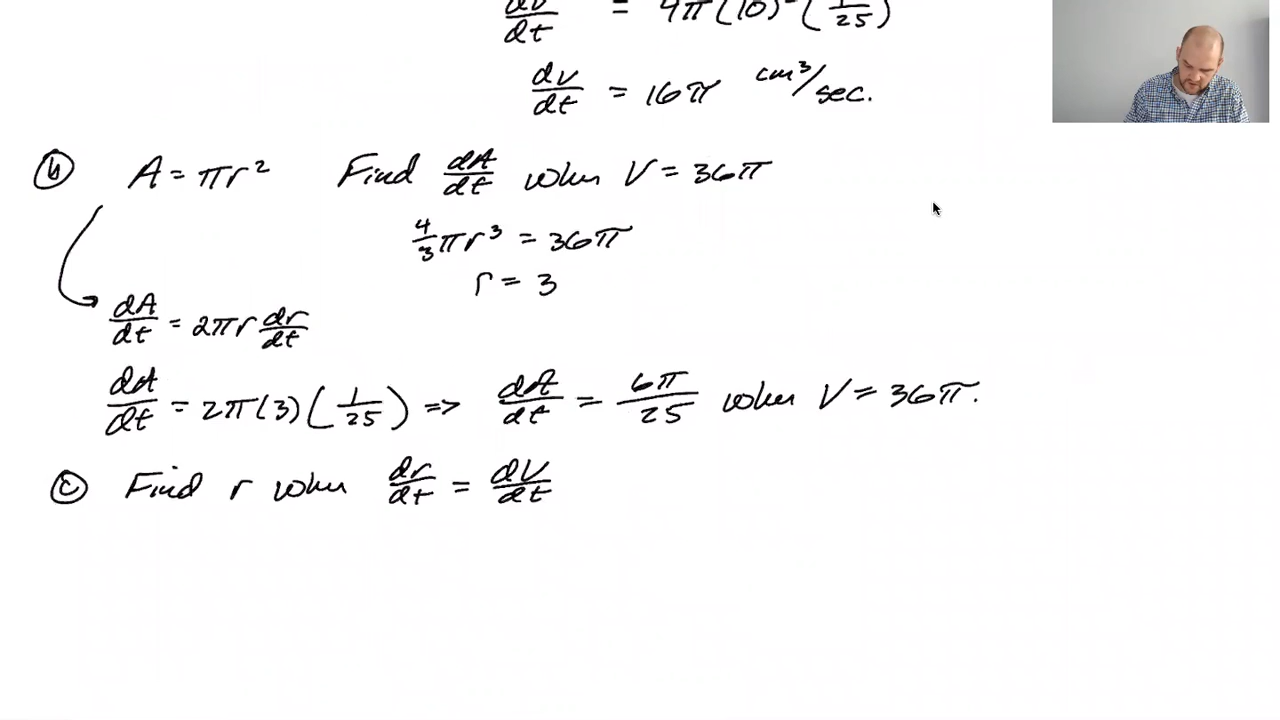 dv/dt = 4π(10)² (1/25)
dv/dt = 16π cm³/sec.
ⓑ A = πr² Find dA/dt when V = 36π
4/3 πr³ = 36π
r = 3
dA/dt = 2πr dr/dt
dA/dt = 2π(3)(1/25) => dA/dt = 6π/25 when V = 36π.
ⓒ Find r when dr/dt = dV/dt